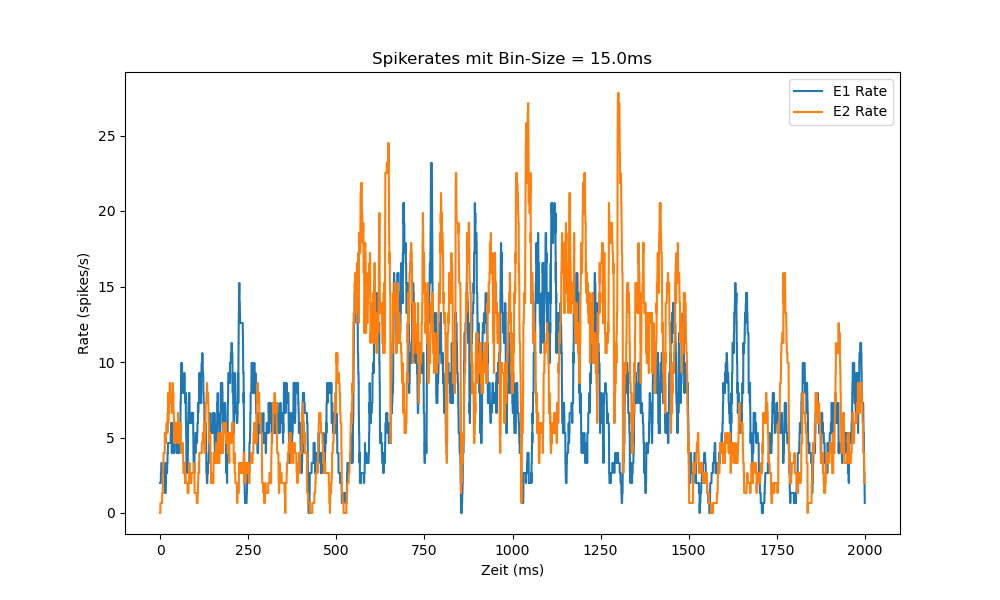 Spikerates mit Bin-Size = 15.0ms
E1 Rate
E2 Rate
25
20
15
10
5
0
Rate (spikes/s)
0 250 500 750 1000 1250 1500 1750 2000
Zeit (ms)